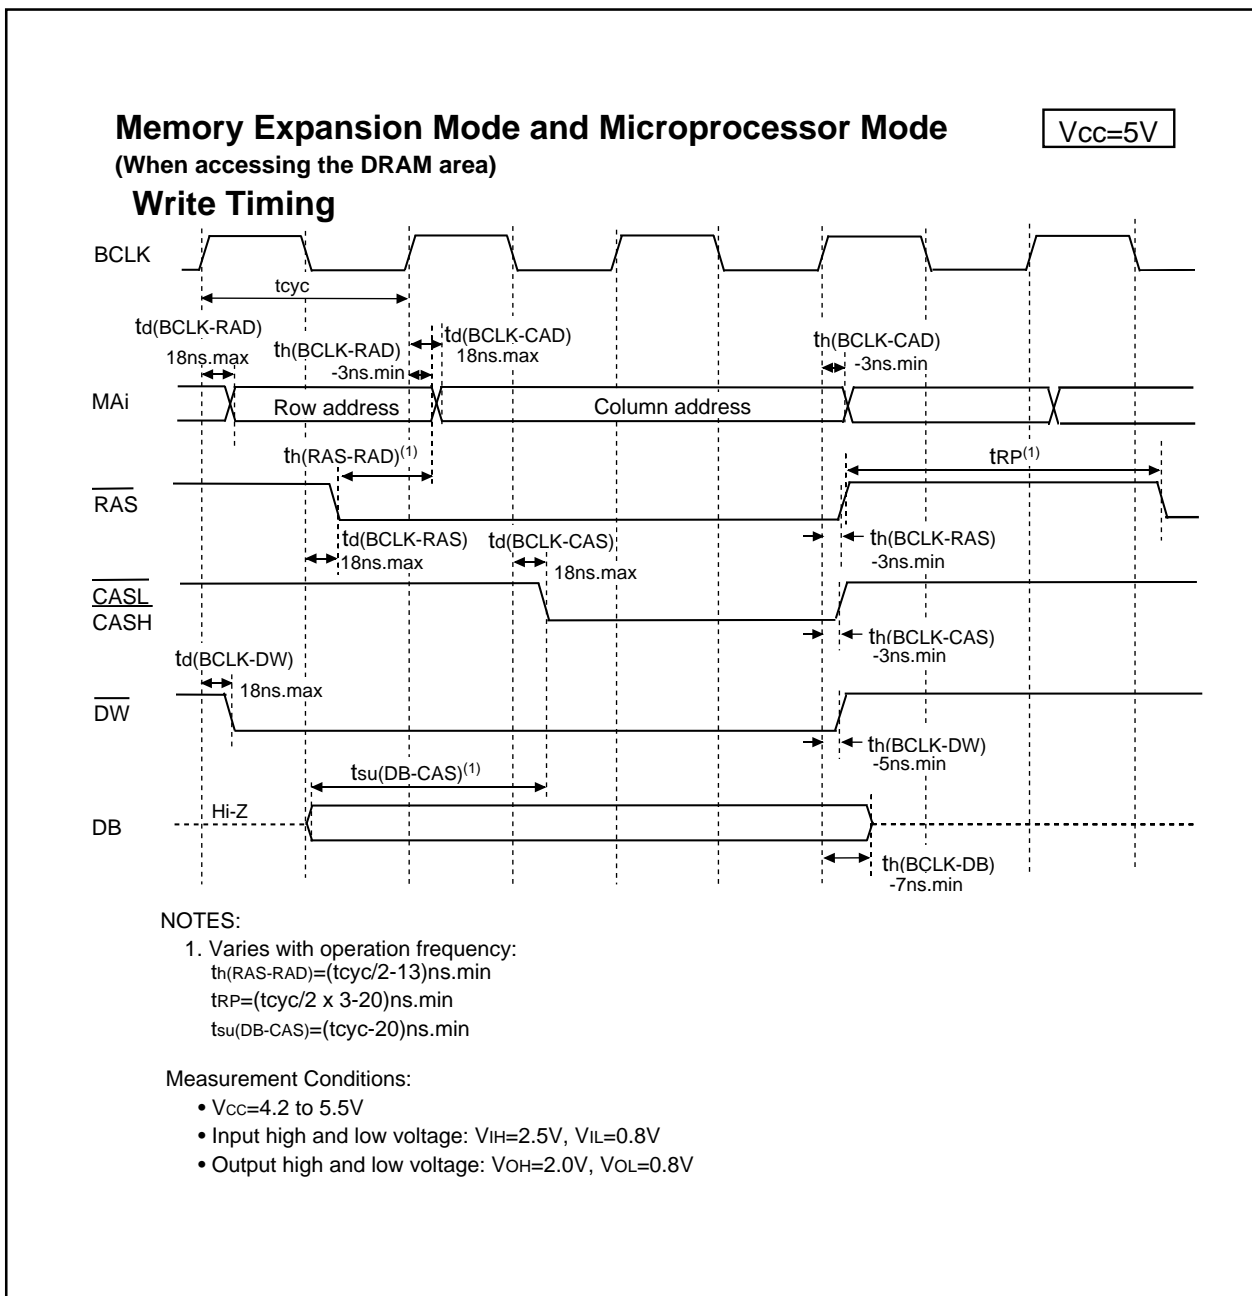 Memory Expansion Mode and Microprocessor Mode
Vcc=5V
(When accessing the DRAM area)
Write Timing
BCLK
tcyc
td(BCLK-RAD)
18ns.max
th(BCLK-RAD)
-3ns.min
td(BCLK-CAD)
18ns.max
th(BCLK-CAD)
-3ns.min
MAi
Row address
Column address
th(RAS-RAD)(1)
tRP(1)
RAS
td(BCLK-RAS)
18ns.max
td(BCLK-CAS)
18ns.max
th(BCLK-RAS)
-3ns.min
CASL
CASH
th(BCLK-CAS)
-3ns.min
td(BCLK-DW)
18ns.max
DW
th(BCLK-DW)
-5ns.min
tsu(DB-CAS)(1)
Hi-Z
DB
th(BCLK-DB)
-7ns.min
NOTES:
1. Varies with operation frequency:
th(RAS-RAD)=(tcyc/2-13)ns.min
tRP=(tcyc/2 x 3-20)ns.min
tsu(DB-CAS)=(tcyc-20)ns.min
Measurement Conditions:
• VCC=4.2 to 5.5V
• Input high and low voltage: VIH=2.5V, VIL=0.8V
• Output high and low voltage: VOH=2.0V, VOL=0.8V